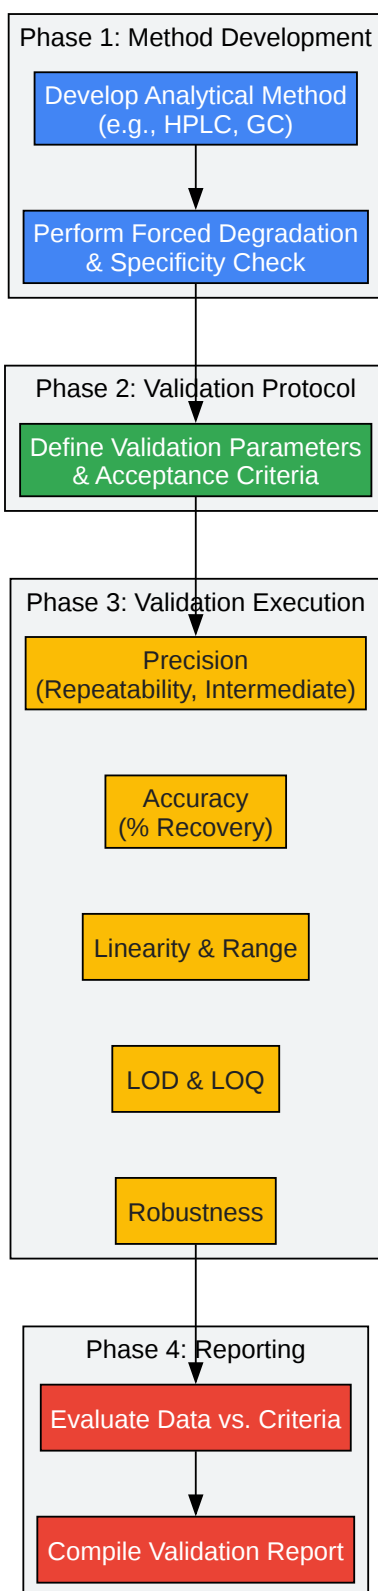 Phase 1: Method Development
Develop Analytical Method
(e.g., HPLC, GC)
Perform Forced Degradation
& Specificity Check
Phase 2: Validation Protocol
Define Validation Parameters
& Acceptance Criteria
Phase 3: Validation Execution
Precision
(Repeatability, Intermediate)
Accuracy
(% Recovery)
Linearity & Range
LOD & LOQ
Robustness
Phase 4: Reporting
Evaluate Data vs. Criteria
Compile Validation Report